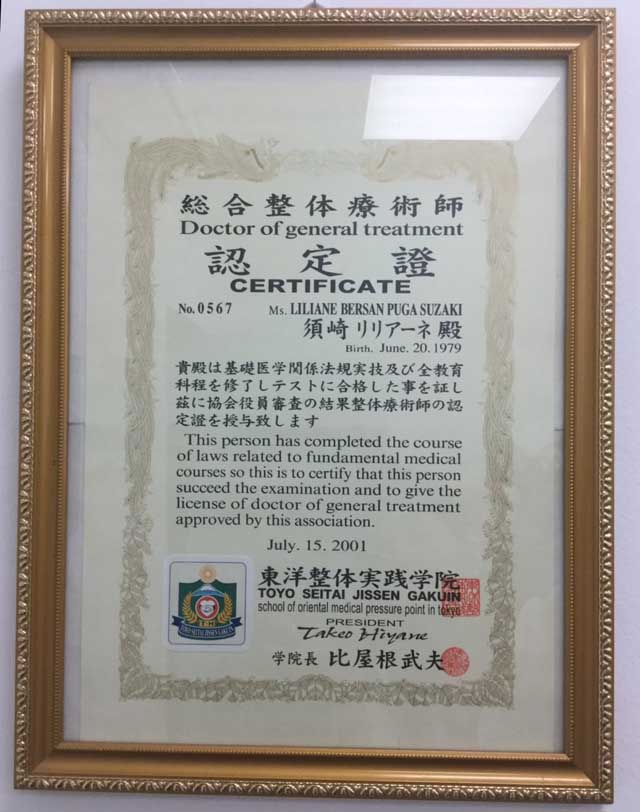 総合整体療術師
Doctor of general treatment
認定證
CERTIFICATE
No. 0567 Ms. LILIANE BERSAN PUGA SUZAKI
須崎リリアーネ殿
Birth. June. 20. 1979
貴殿は基礎医学関係法規実技及び全教育
科程を修了しテストに合格した事を証し
茲に協会役員審査の結果整体療術師の認
定證を授与致します
This person has completed the course
of laws related to fundamental medical
courses so this is to certify that this person
succeed the examination and to give the
license of doctor of general treatment
approved by this association.
July. 15. 2001
東洋整体実践学院
TOYO SEITAI JISSEN GAKUIN
school of oriental medical pressure point in tokyo
PRESIDENT
Takeo Hiyane
学院長 比屋根武夫
TOYO SEITAI JISSEN GAKUIN